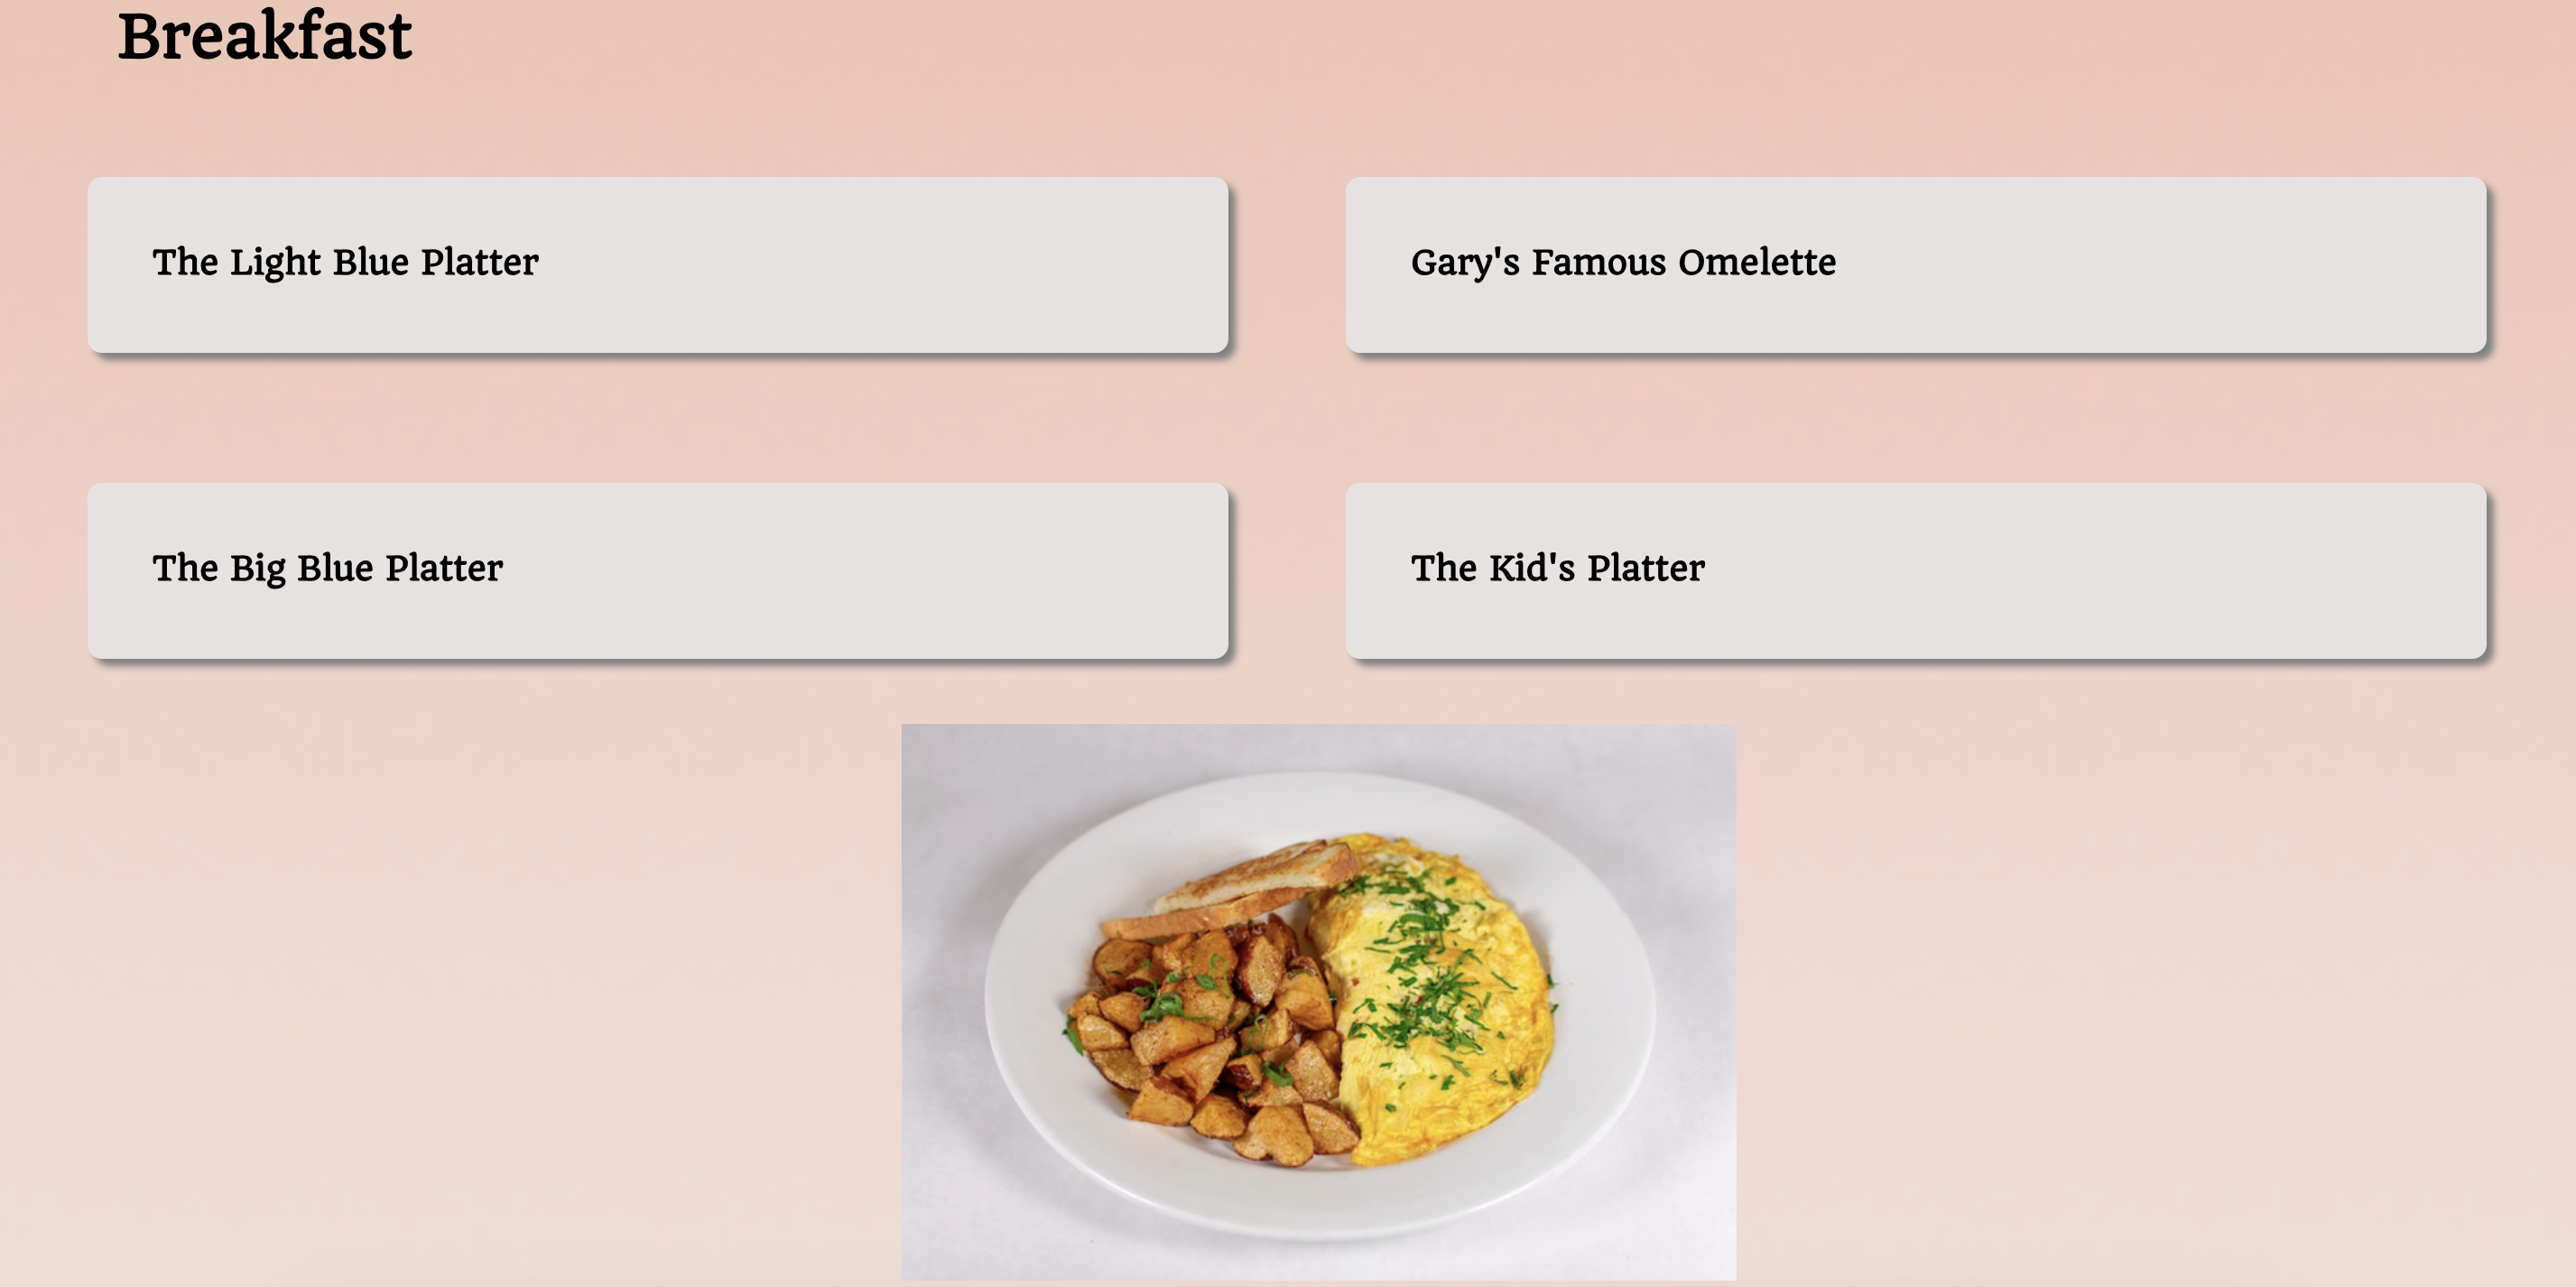 Breakfast
The Light Blue Platter
Gary's Famous Omelette
The Big Blue Platter
The Kid's Platter